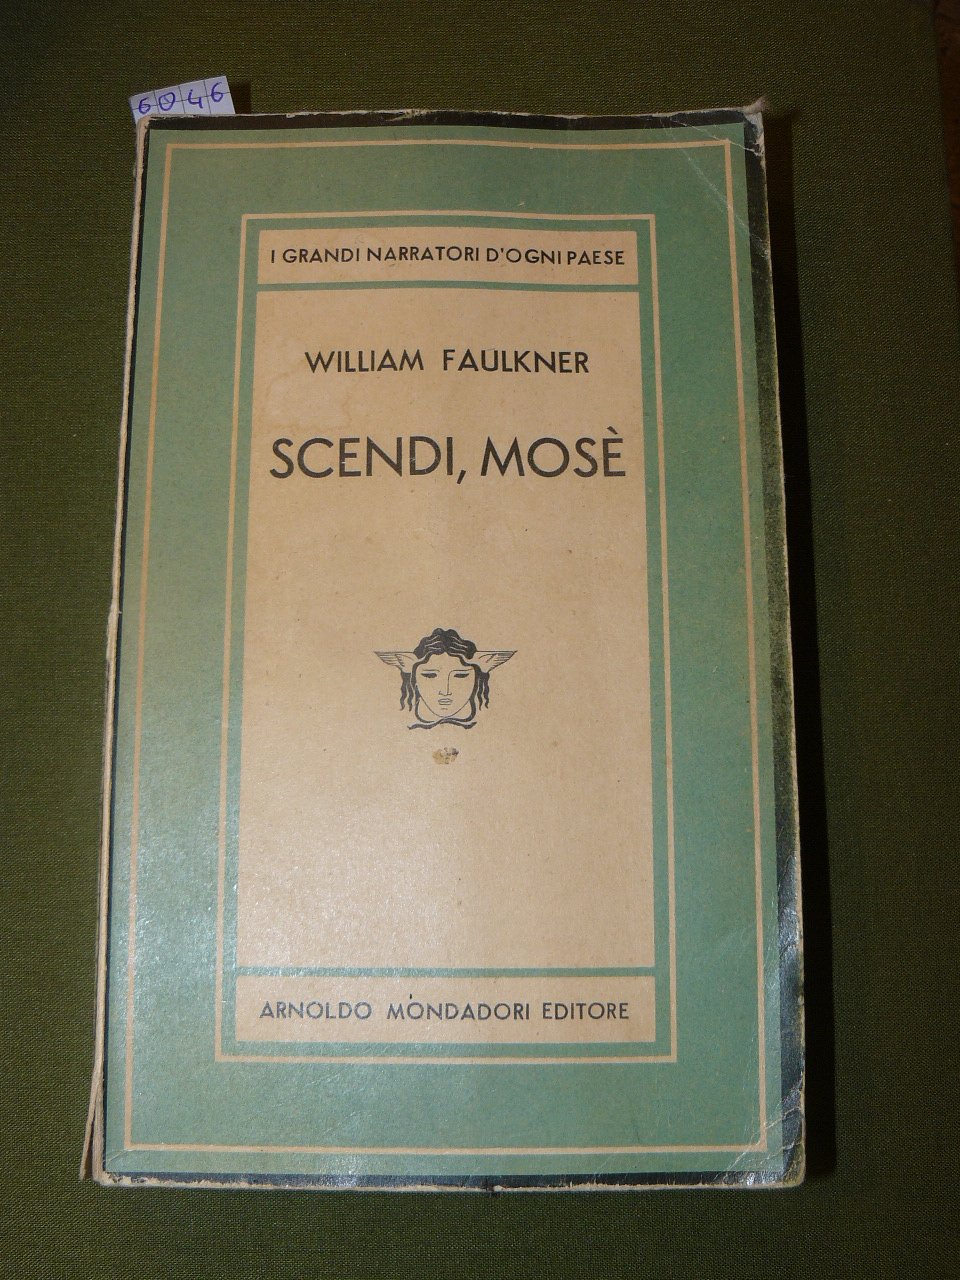 6046
I GRANDI NARRATORI D'OGNI PAESE
WILLIAM FAULKNER
SCENDI, MOSÈ
ARNOLDO MONDADORI EDITORE